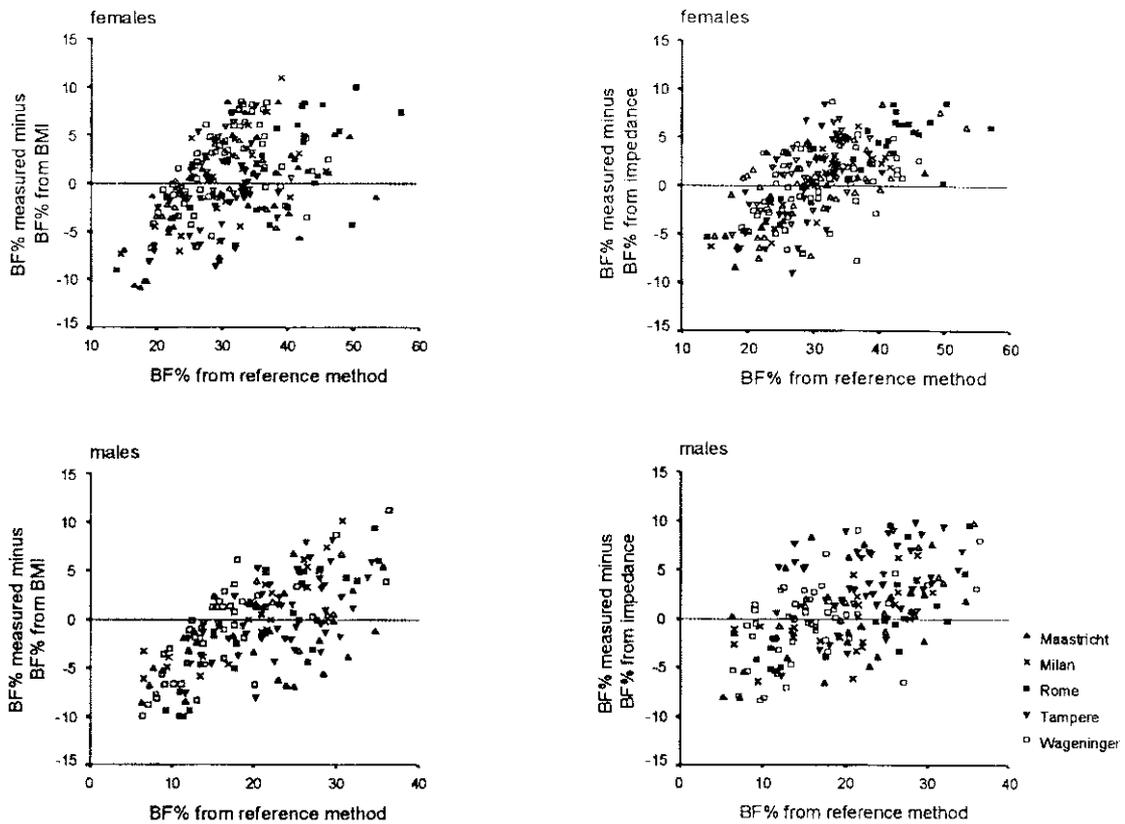 females
15
10
5
0
-5
-10
-15
BF% measured minus
BF% from BMI
10 20 30 40 50 60
BF% from reference method
females
15
10
5
0
-5
-10
-15
BF% measured minus
BF% from impedance
10 20 30 40 50 60
BF% from reference method
males
15
10
5
0
-5
-10
-15
BF% measured minus
BF% from BMI
0 10 20 30 40
BF% from reference method
males
15
10
5
0
-5
-10
-15
BF% measured minus
BF% from impedance
0 10 20 30 40
BF% from reference method
Maastricht
Milan
Rome
Tampere
Wageninger